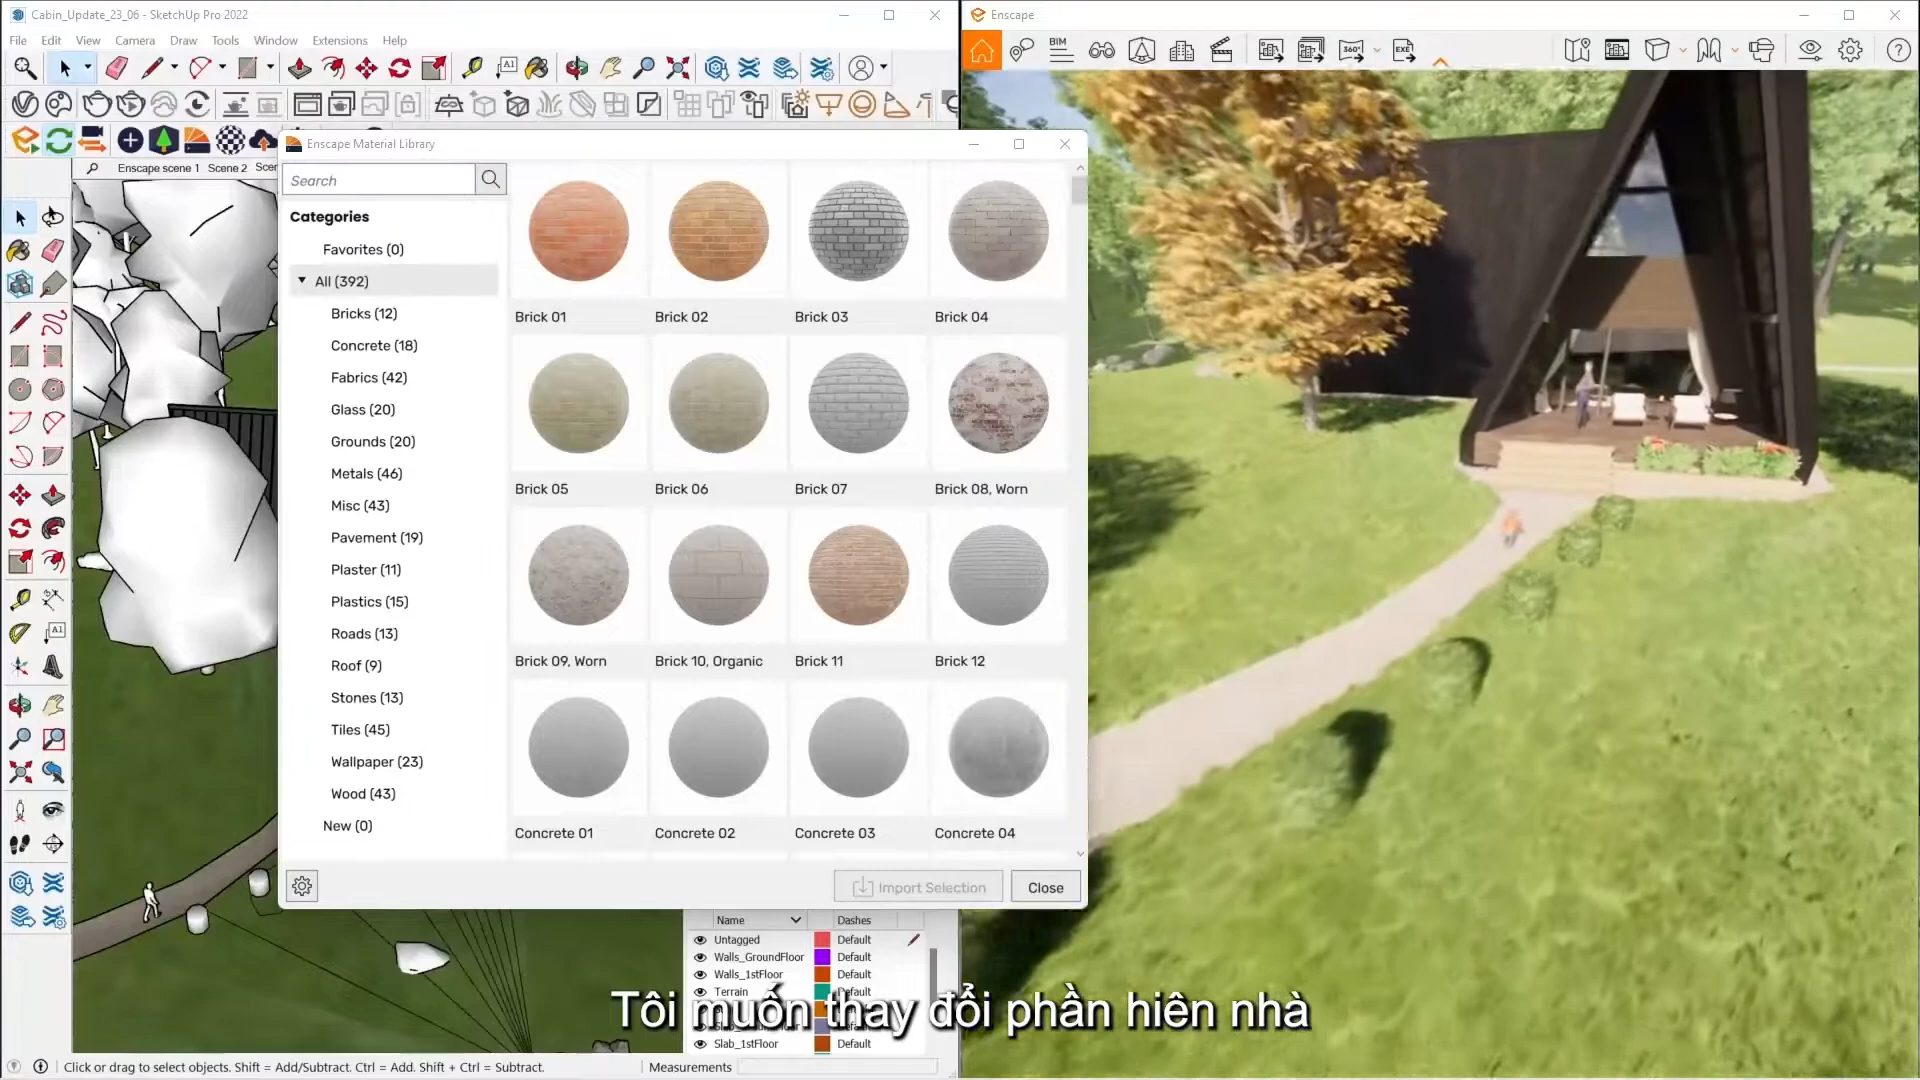 Cabin_Update_23_06 - SketchUp Pro 2022
Enscape
File Edit View Camera Draw Tools Window Extensions Help
BIM
360°
EXE
Enscape scene 1 Scene 2 Scen
Enscape Material Library
Search
Categories
Favorites (0)
All (392)
Bricks (12)
Concrete (18)
Fabrics (42)
Glass (20)
Grounds (20)
Metals (46)
Misc (43)
Pavement (19)
Plaster (11)
Plastics (15)
Roads (13)
Roof (9)
Stones (13)
Tiles (45)
Wallpaper (23)
Wood (43)
New (0)
Brick 01 Brick 02 Brick 03 Brick 04
Brick 05 Brick 06 Brick 07 Brick 08, Worn
Brick 09, Worn Brick 10, Organic Brick 11 Brick 12
Concrete 01 Concrete 02 Concrete 03 Concrete 04
Import Selection Close
Name Dashes
Untagged Default
Walls_GroundFloor Default
Walls_1stFloor Default
Terrain Default
Tôi muốn thay đổi phần hiên nhà
Slab_1stFloor Default
Click or drag to select objects. Shift = Add/Subtract. Ctrl = Add. Shift + Ctrl = Subtract.
Measurements